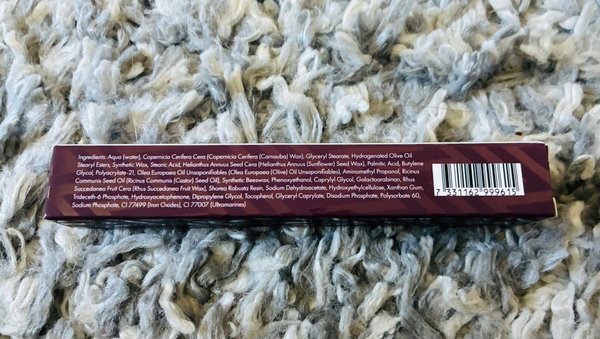 Ingredients: Aqua (water), Copernicia Cerifera Cera (Copernicia Cerifera (Carnauba) Wax), Glyceryl Stearate, Hydrogenated Olive Oil
Stearyl Esters, Synthetic Wax, Stearic Acid, Helianthus Annuus Seed Cera (Helianthus Annuus (Sunflower) Seed Wax), Palmitic Acid, Butylene
Glycol, Polyacrylate-21, Olea Europaea Oil Unsaponifiables (Olea Europaea (Olive) Oil Unsaponifiables), Aminomethyl Propanol, Ricinus
Communis Seed Oil (Ricinus Communis (Castor) Seed Oil), Synthetic Beeswax, Phenoxyethanol, Caprylyl Glycol, Galactoarabinan, Rhus
Succedanea Fruit Cera (Rhus Succedanea Fruit Wax), Shorea Robusta Resin, Sodium Dehydroacetate, Hydroxyethylcellulose, Xanthan Gum,
Trideceth-6 Phosphate, Hydroxyacetophenone, Dipropylene Glycol, Tocopherol, Glyceryl Caprylate, Disodium Phosphate, Polysorbate 60,
Sodium Phosphate, CI 77499 (Iron Oxides), CI 77007 (Ultramarines)
7 331162 999615